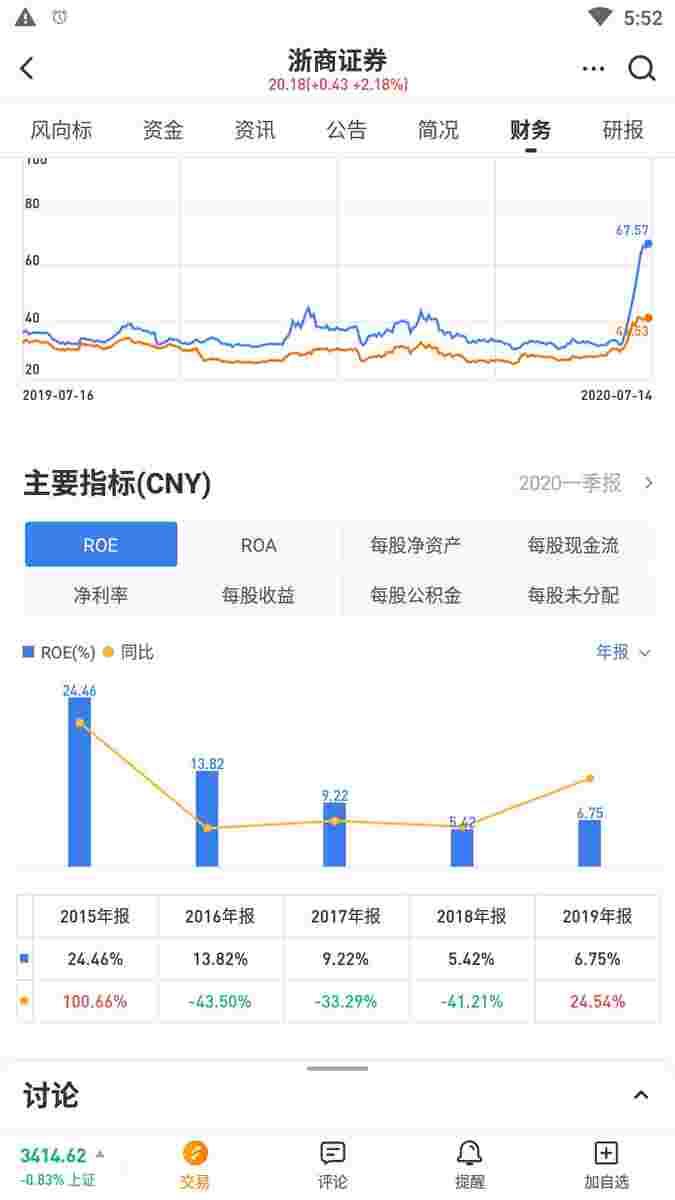 5:52
浙商证券
20.18(+0.43 +2.18%)
风向标 资金 资讯 公告 简况 财务 研报
100
80
67.57
60
40
20
2019-07-16 2020-07-14
主要指标(CNY) 2020一季报
ROE ROA 每股净资产 每股现金流
净利率 每股收益 每股公积金 每股未分配
ROE(%) 同比 年报
24.46
13.82
9.22
5.42
6.75
2015年报 2016年报 2017年报 2018年报 2019年报
24.46% 13.82% 9.22% 5.42% 6.75%
100.66% -43.50% -33.29% -41.21% 24.54%
讨论
3414.62
-0.83% 上证
交易 评论 提醒 加自选